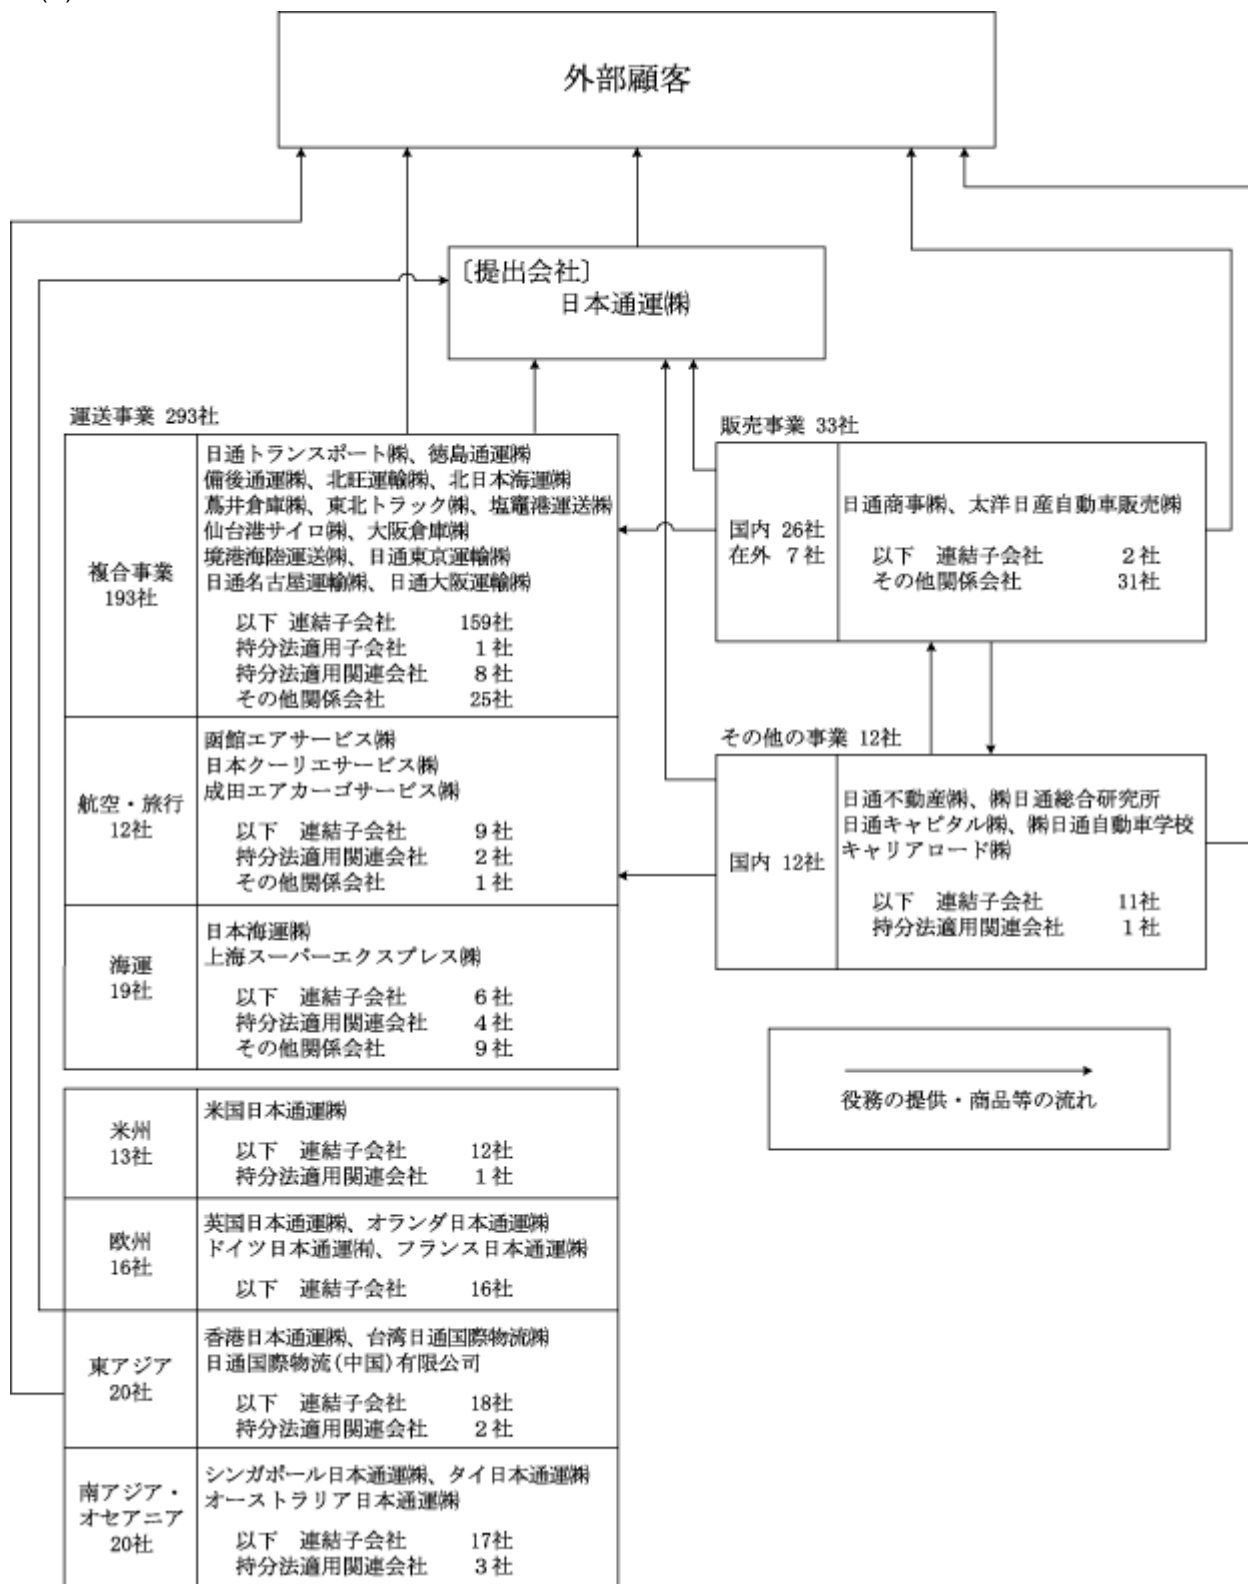 外部顧客
〔提出会社〕
日本通運㈱
運送事業 293社
複合事業
193社
日通トランスポート㈱、徳島通運㈱
備後通運㈱、北旺運輸㈱、北日本海運㈱
蔦井倉庫㈱、東北トラック㈱、塩竈港運送㈱
仙台港サイロ㈱、大阪倉庫㈱
境港海陸運送㈱、日通東京運輸㈱
日通名古屋運輸㈱、日通大阪運輸㈱
以下 連結子会社 159社
持分法適用子会社 1社
持分法適用関連会社 8社
その他関係会社 25社
航空・旅行
12社
函館エアサービス㈱
日本クーリエサービス㈱
成田エアカーゴサービス㈱
以下 連結子会社 9社
持分法適用関連会社 2社
その他関係会社 1社
海運
19社
日本海運㈱
上海スーパーエクスプレス㈱
以下 連結子会社 6社
持分法適用関連会社 4社
その他関係会社 9社
米州
13社
米国日本通運㈱
以下 連結子会社 12社
持分法適用関連会社 1社
欧州
16社
英国日本通運㈱、オランダ日本通運㈱
ドイツ日本通運㈲、フランス日本通運㈱
以下 連結子会社 16社
東アジア
20社
香港日本通運㈱、台湾日通国際物流㈱
日通国際物流(中国)有限公司
以下 連結子会社 18社
持分法適用関連会社 2社
南アジア・
オセアニア
20社
シンガポール日本通運㈱、タイ日本通運㈱
オーストラリア日本通運㈱
以下 連結子会社 17社
持分法適用関連会社 3社
販売事業 33社
国内 26社
在外 7社
日通商事㈱、太洋日産自動車販売㈱
以下 連結子会社 2社
その他関係会社 31社
その他の事業 12社
国内 12社
日通不動産㈱、㈱日通総合研究所
日通キャピタル㈱、㈱日通自動車学校
キャリアロード㈱
以下 連結子会社 11社
持分法適用関連会社 1社
役務の提供・商品等の流れ